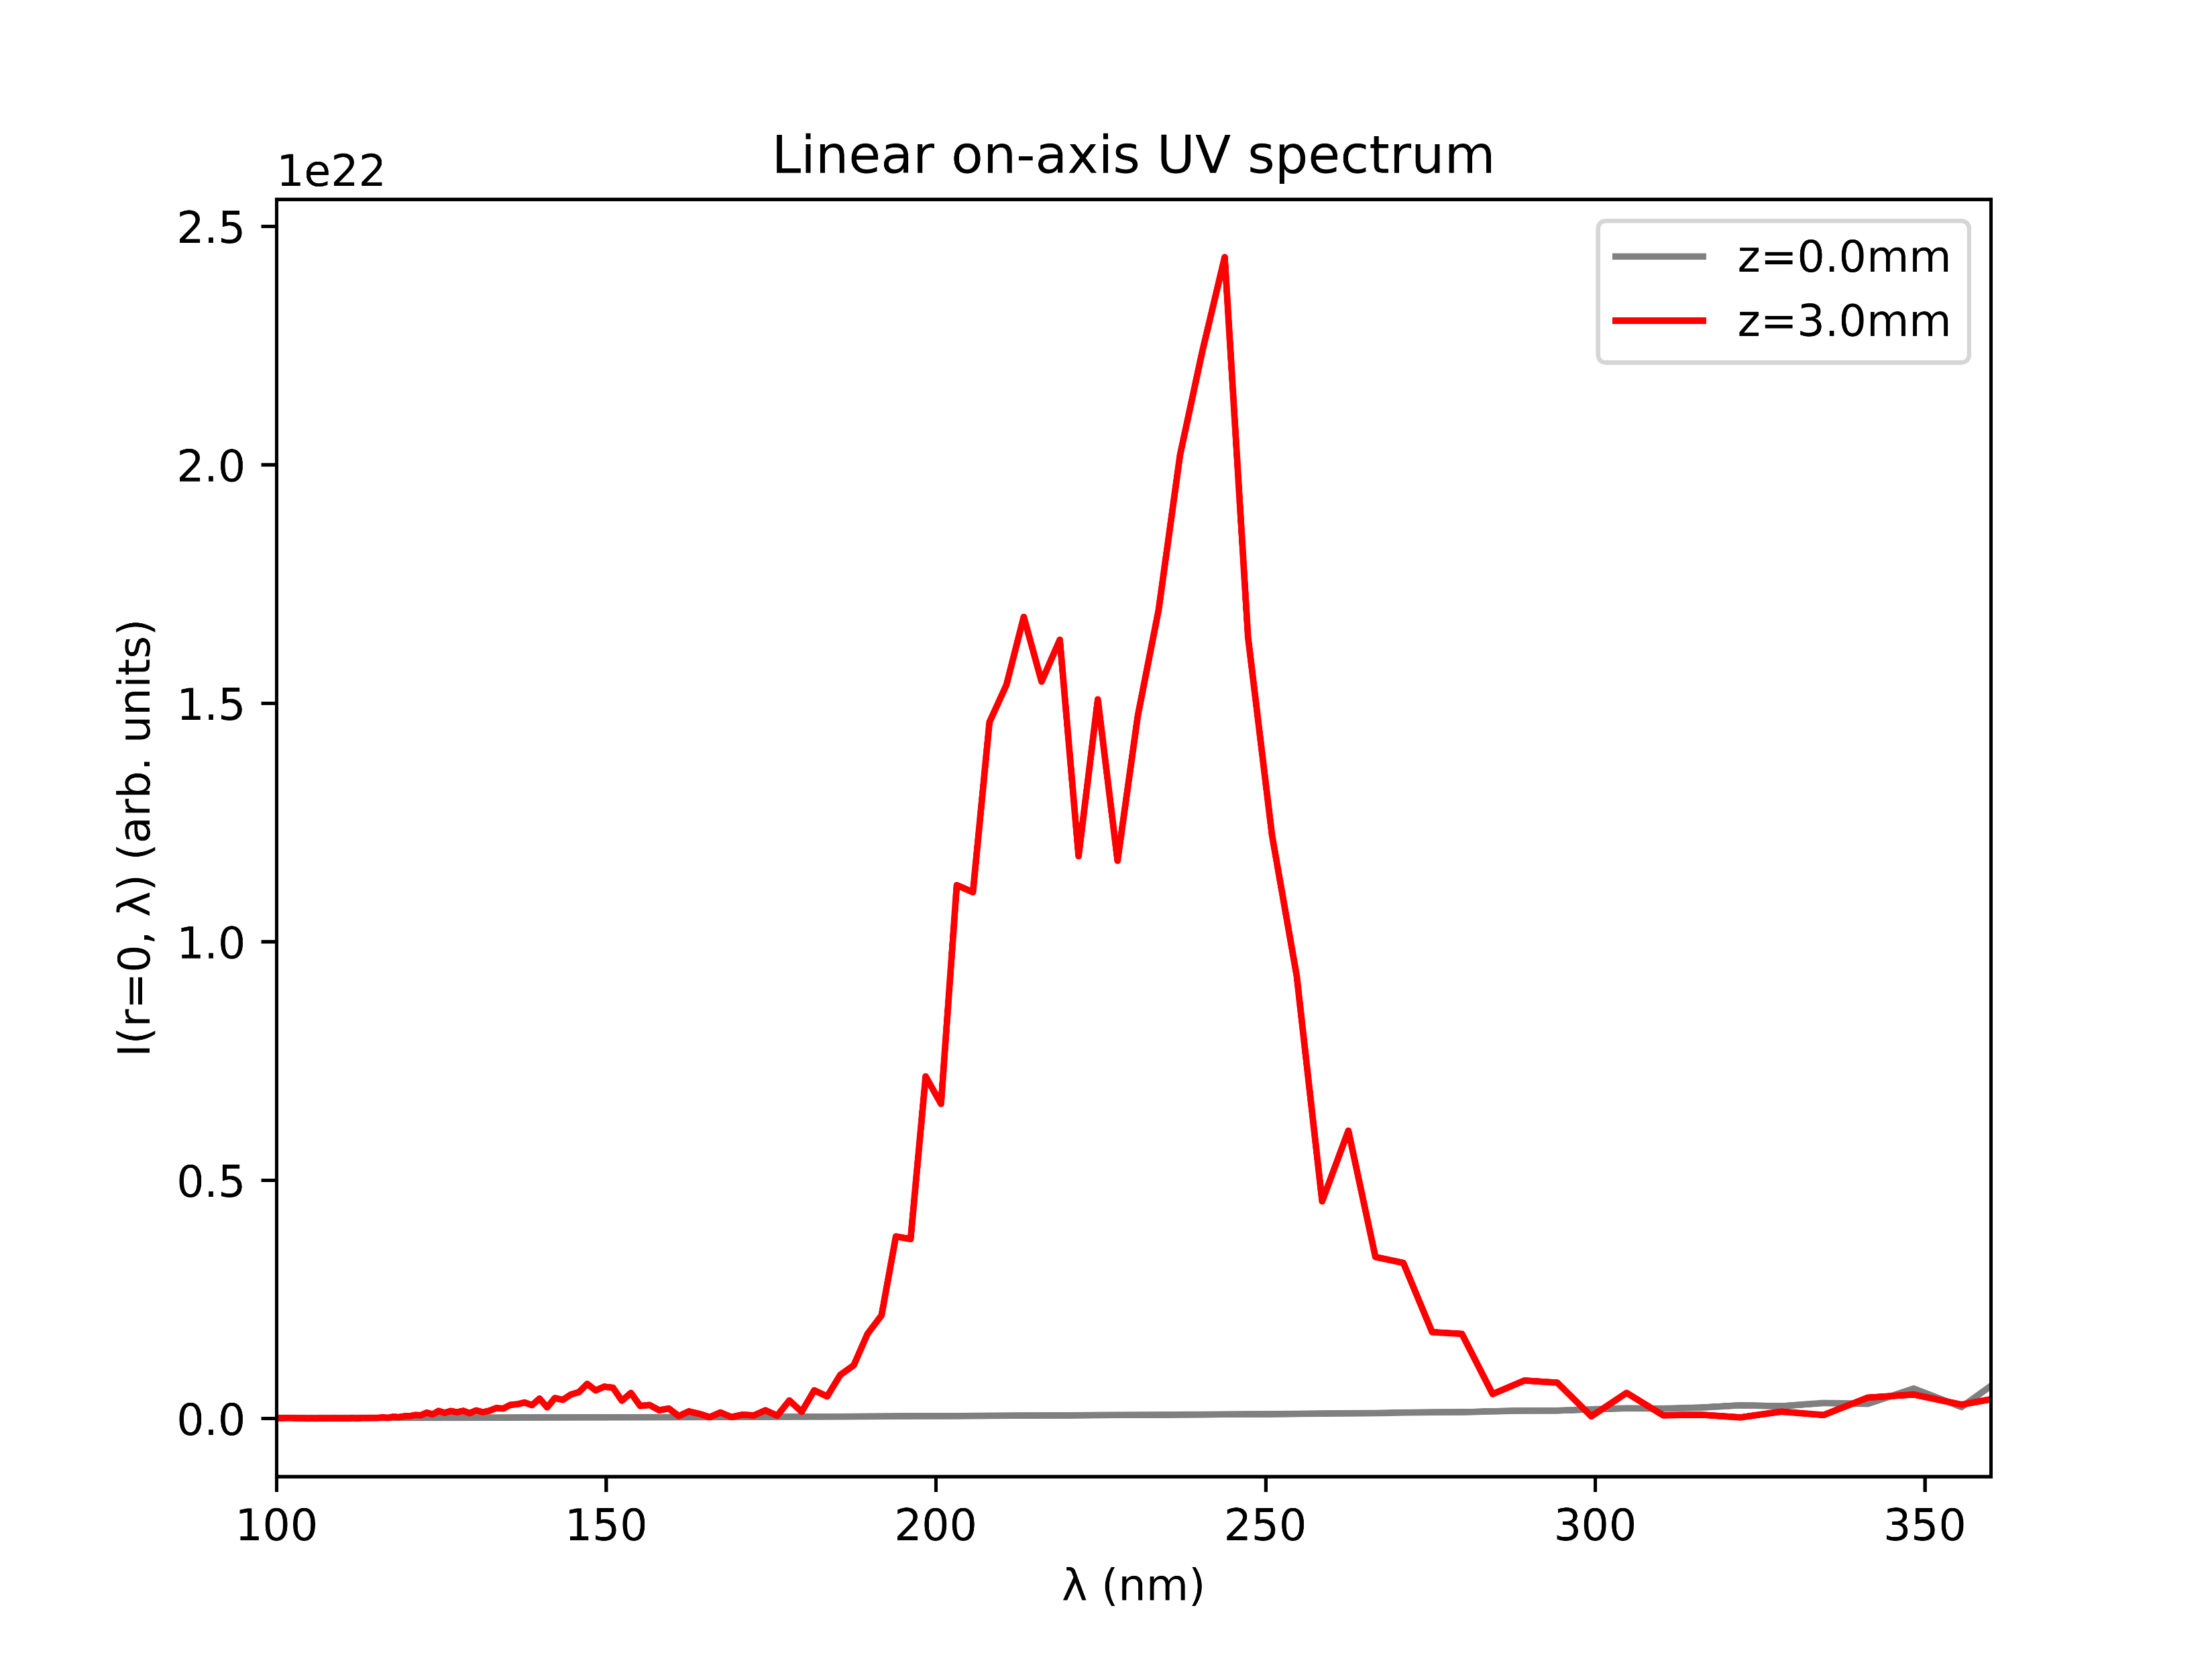 Linear on-axis UV spectrum
1e22
2.5
2.0
1.5
1.0
0.5
0.0
I(r=0, λ) (arb. units)
z=0.0mm
z=3.0mm
100 150 200 250 300 350
λ (nm)